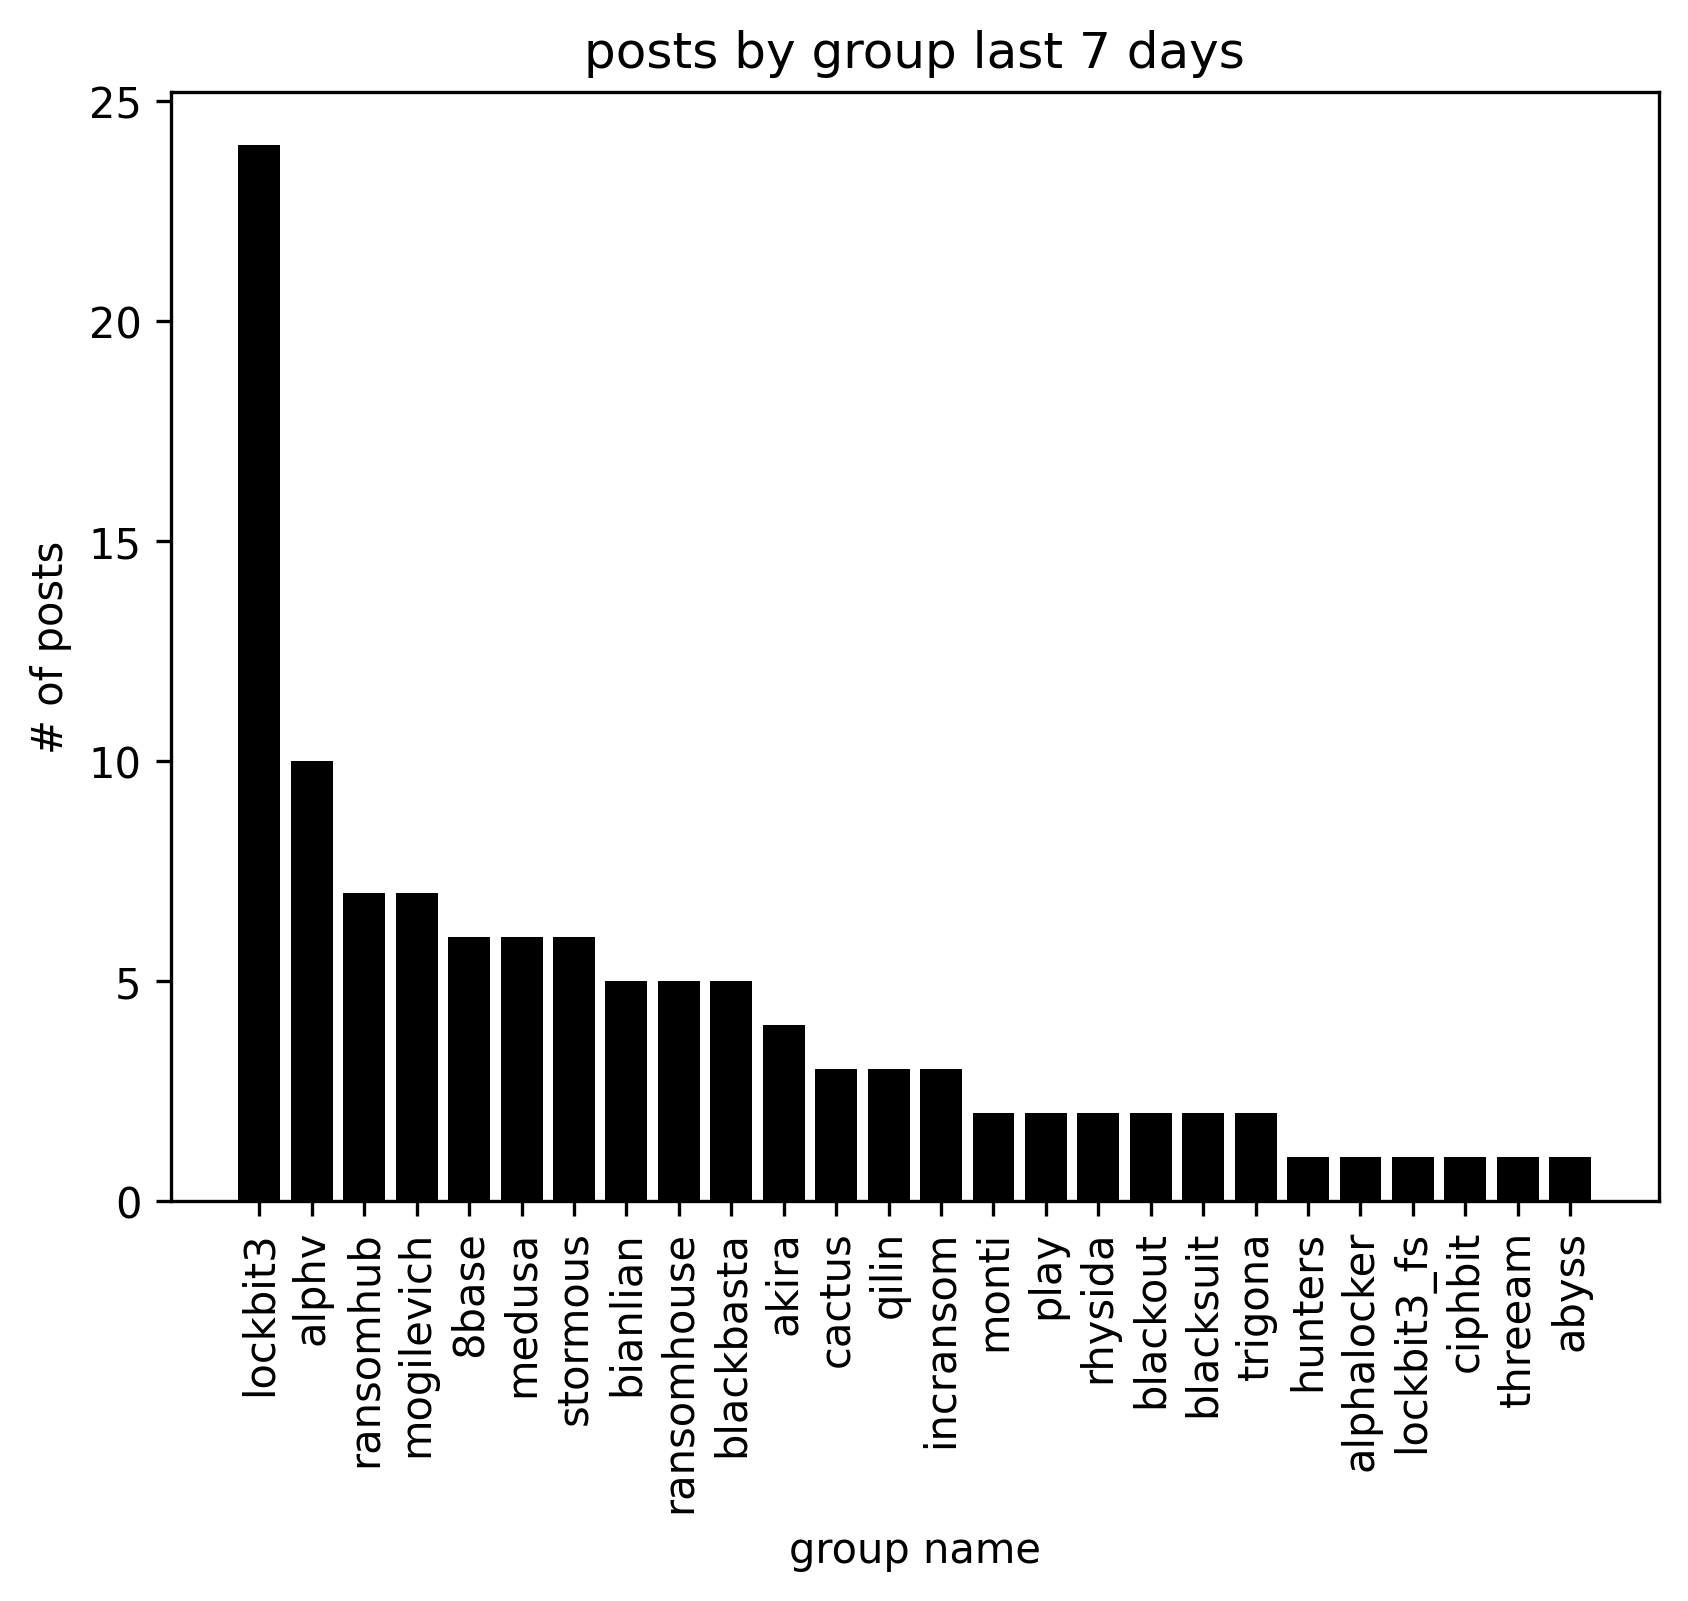 posts by group last 7 days
25
20
15
10
5
0
# of posts
lockbit3
alphv
ransomhub
mogilevich
8base
medusa
stormous
bianlian
ransomhouse
blackbasta
akira
cactus
qilin
incransom
monti
play
rhysida
blackout
blacksuit
trigona
hunters
alphalocker
lockbit3_fs
ciphbit
threeam
abyss
group name